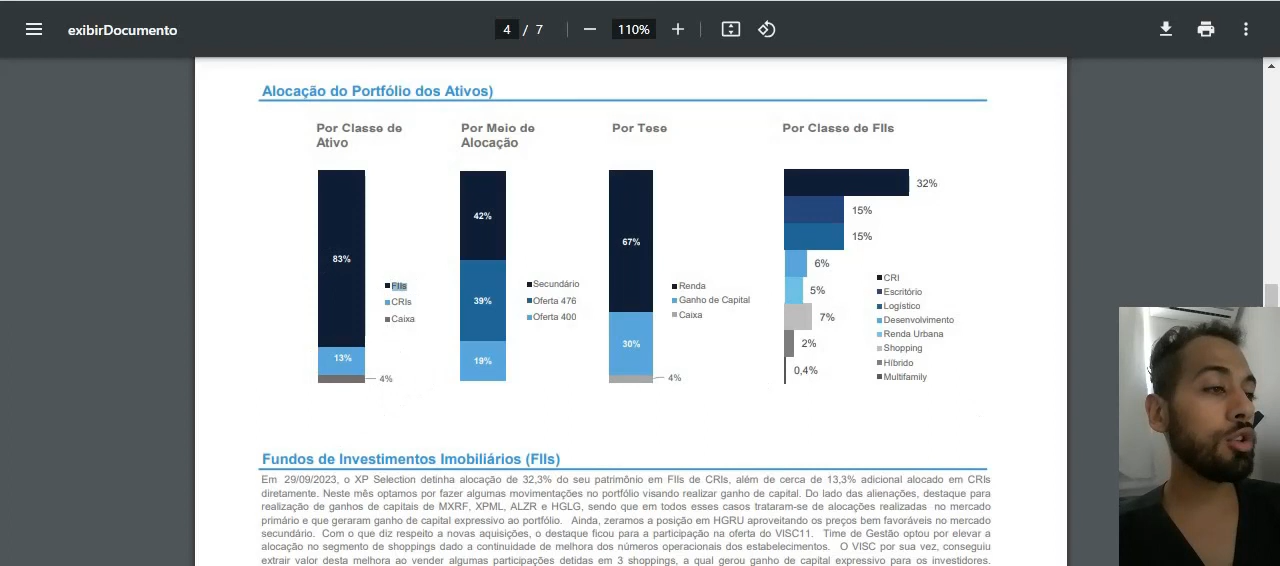 exibirDocumento
4 / 7
110%
Alocação do Portfólio dos Ativos)
Por Classe de
Ativo
83%
13%
4%
FIIs
CRIs
Caixa
Por Meio de
Alocação
42%
39%
19%
Secundário
Oferta 476
Oferta 400
Por Tese
67%
30%
4%
Renda
Ganho de Capital
Caixa
Por Classe de FIIs
32%
15%
15%
6%
5%
7%
2%
0,4%
CRI
Escritório
Logístico
Desenvolvimento
Renda Urbana
Shopping
Híbrido
Multifamily
Fundos de Investimentos Imobiliários (FIIs)
Em 29/09/2023, o XP Selection detinha alocação de 32,3% do seu patrimônio em FIIs de CRIs, além de cerca de 13,3% adicional alocado em CRIs
diretamente. Neste mês optamos por fazer algumas movimentações no portfólio visando realizar ganho de capital. Do lado das alienações, destaque para
realização de ganhos de capitais de MXRF, XPML, ALZR e HGLG, sendo que em todos esses casos trataram-se de alocações realizadas no mercado
primário e que geraram ganho de capital expressivo ao portfólio. Ainda, zeramos a posição em HGRU aproveitando os preços bem favoráveis no mercado
secundário. Com o que diz respeito a novas aquisições, o destaque ficou para a participação na oferta do VISC11. Time de Gestão optou por elevar a
alocação no segmento de shoppings dado a continuidade de melhora dos números operacionais dos estabelecimentos. O VISC por sua vez, conseguiu
extrair valor desta melhora ao vender algumas participações detidas em 3 shoppings, a qual gerou ganho de capital expressivo para os investidores.